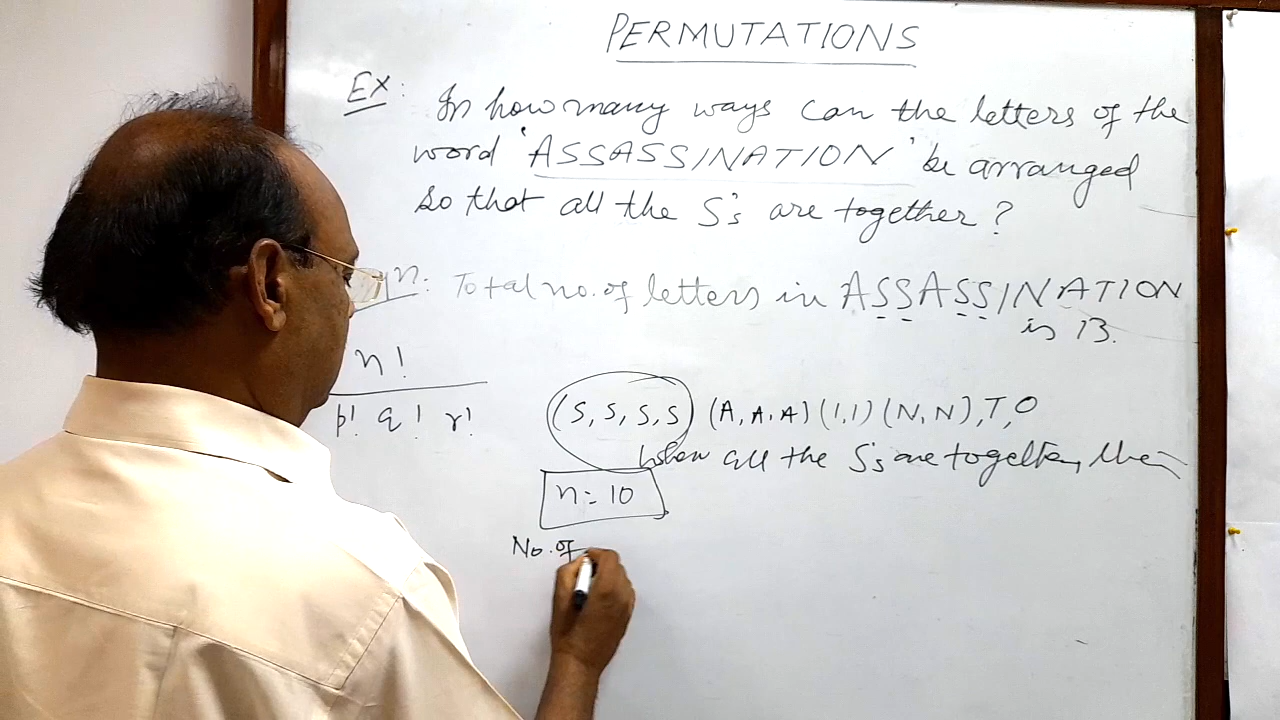 PERMUTATIONS
EX: In how many ways can the letters of the
word 'ASSASSINATION' be arranged
so that all the S's are together?
n: Total no. of letters in ASSASSINATION
is 13.
n!
p! q! r!
(S, S, S, S) (A, A, A) (I, I) (N, N), T, O
When all the S's are together, then
n = 10
No. of